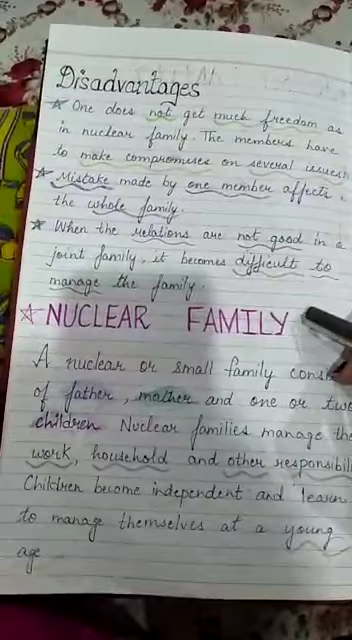 Disadvantages
* One does not get much freedom as
in nuclear family. The members have
to make compromises on several issues
* Mistake made by one member affects
the whole family.
* When the relations are not good in a
joint family, it becomes difficult to
manage the family.
* NUCLEAR FAMILY
A nuclear or small family
of father, mother and one or two
children Nuclear families manage the
work, household and other
Children become independent and learn
to manage themselves at a young
age